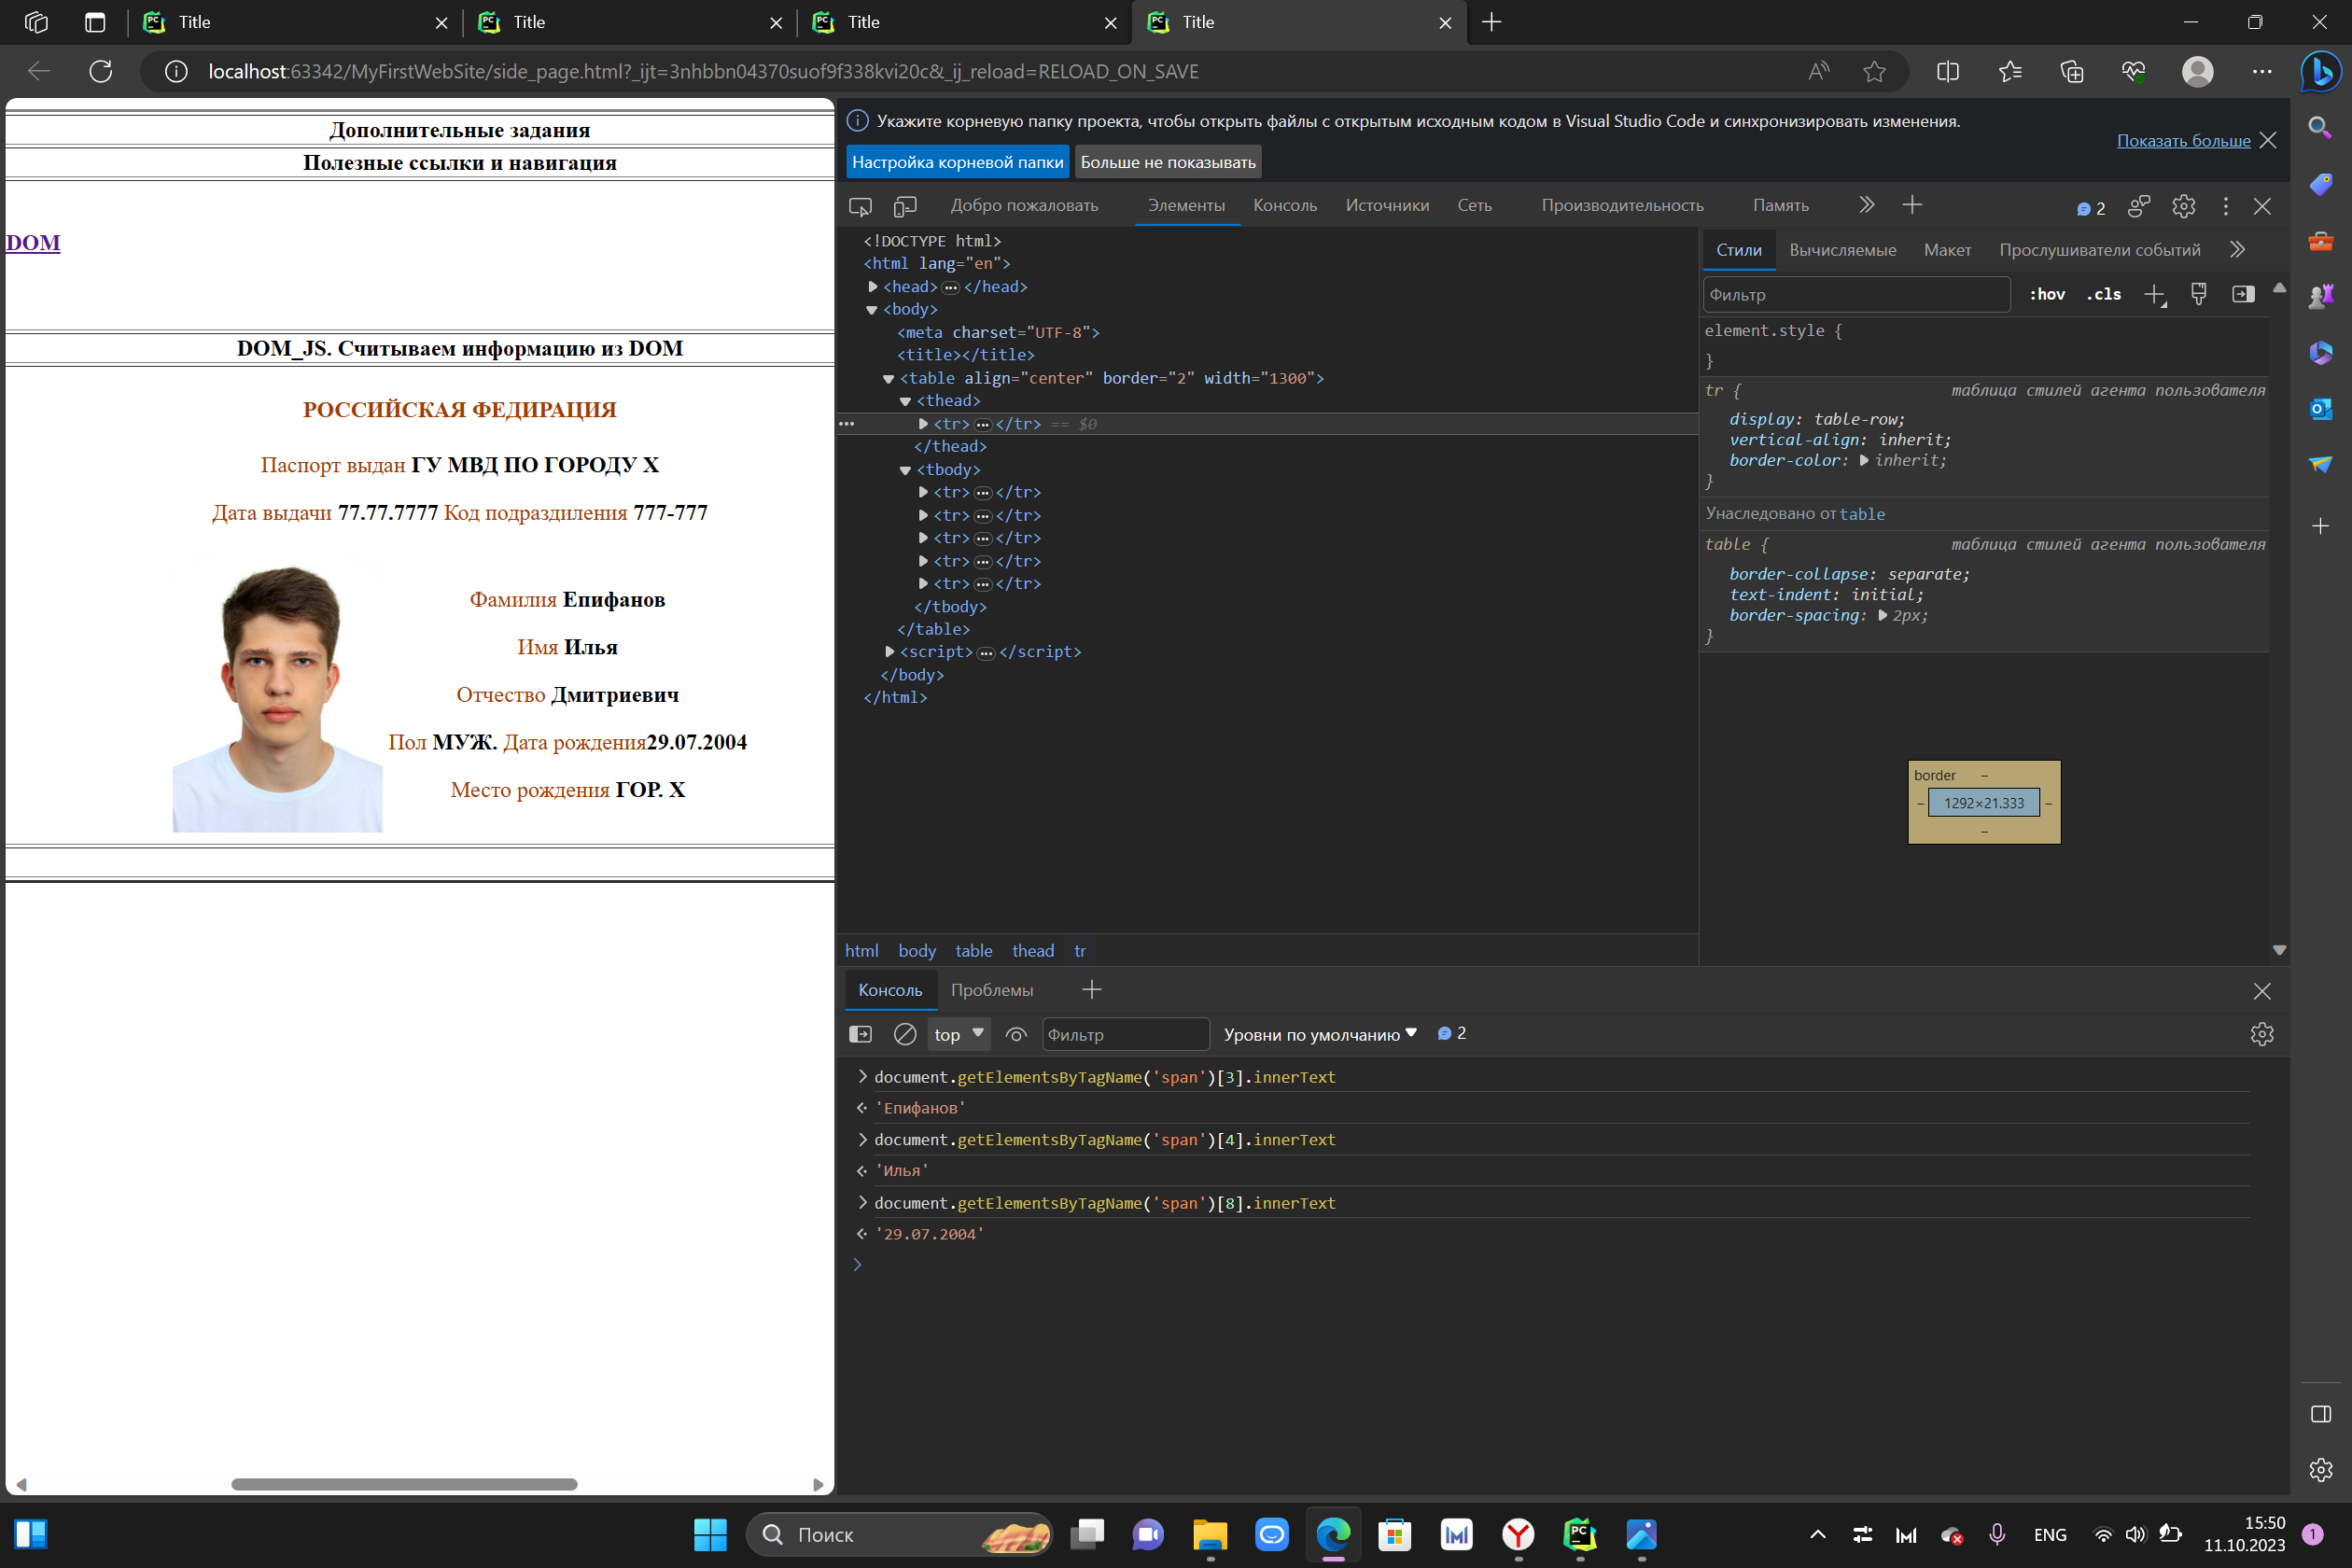 Title
Title
Title
Title
localhost:63342/MyFirstWebSite/side_page.html?_ijt=3nhbbn04370suof9f338kvi20c&_ij_reload=RELOAD_ON_SAVE
Дополнительные задания
Полезные ссылки и навигация
DOM
DOM_JS. Считываем информацию из DOM
РОССИЙСКАЯ ФЕДИРАЦИЯ
Паспорт выдан ГУ МВД ПО ГОРОДУ X
Дата выдачи 77.77.7777 Код подраздиления 777-777
Фамилия Епифанов
Имя Илья
Отчество Дмитриевич
Пол МУЖ. Дата рождения29.07.2004
Место рождения ГОР. X
Укажите корневую папку проекта, чтобы открыть файлы с открытым исходным кодом в Visual Studio Code и синхронизировать изменения.
Настройка корневой папки Больше не показывать
Показать больше
Добро пожаловать Элементы Консоль Источники Сеть Производительность Память 2
<!DOCTYPE html>
<html lang="en">
<head> … </head>
<body>
<meta charset="UTF-8">
<title></title>
<table align="center" border="2" width="1300">
<thead>
<tr> … </tr> == $0
</thead>
<tbody>
<tr> … </tr>
<tr> … </tr>
<tr> … </tr>
<tr> … </tr>
<tr> … </tr>
</tbody>
</table>
<script> … </script>
</body>
</html>
html body table thead tr
Стили Вычисляемые Макет Прослушиватели событий
Фильтр :hov .cls
element.style {
}
tr { таблица стилей агента пользователя
display: table-row;
vertical-align: inherit;
border-color: inherit;
}
Унаследовано от table
table { таблица стилей агента пользователя
border-collapse: separate;
text-indent: initial;
border-spacing: 2px;
}
border –
– 1292×21.333 –
–
Консоль Проблемы
top Фильтр Уровни по умолчанию 2
document.getElementsByTagName('span')[3].innerText
'Епифанов'
document.getElementsByTagName('span')[4].innerText
'Илья'
document.getElementsByTagName('span')[8].innerText
'29.07.2004'
Поиск
ENG
15:50
11.10.2023
1